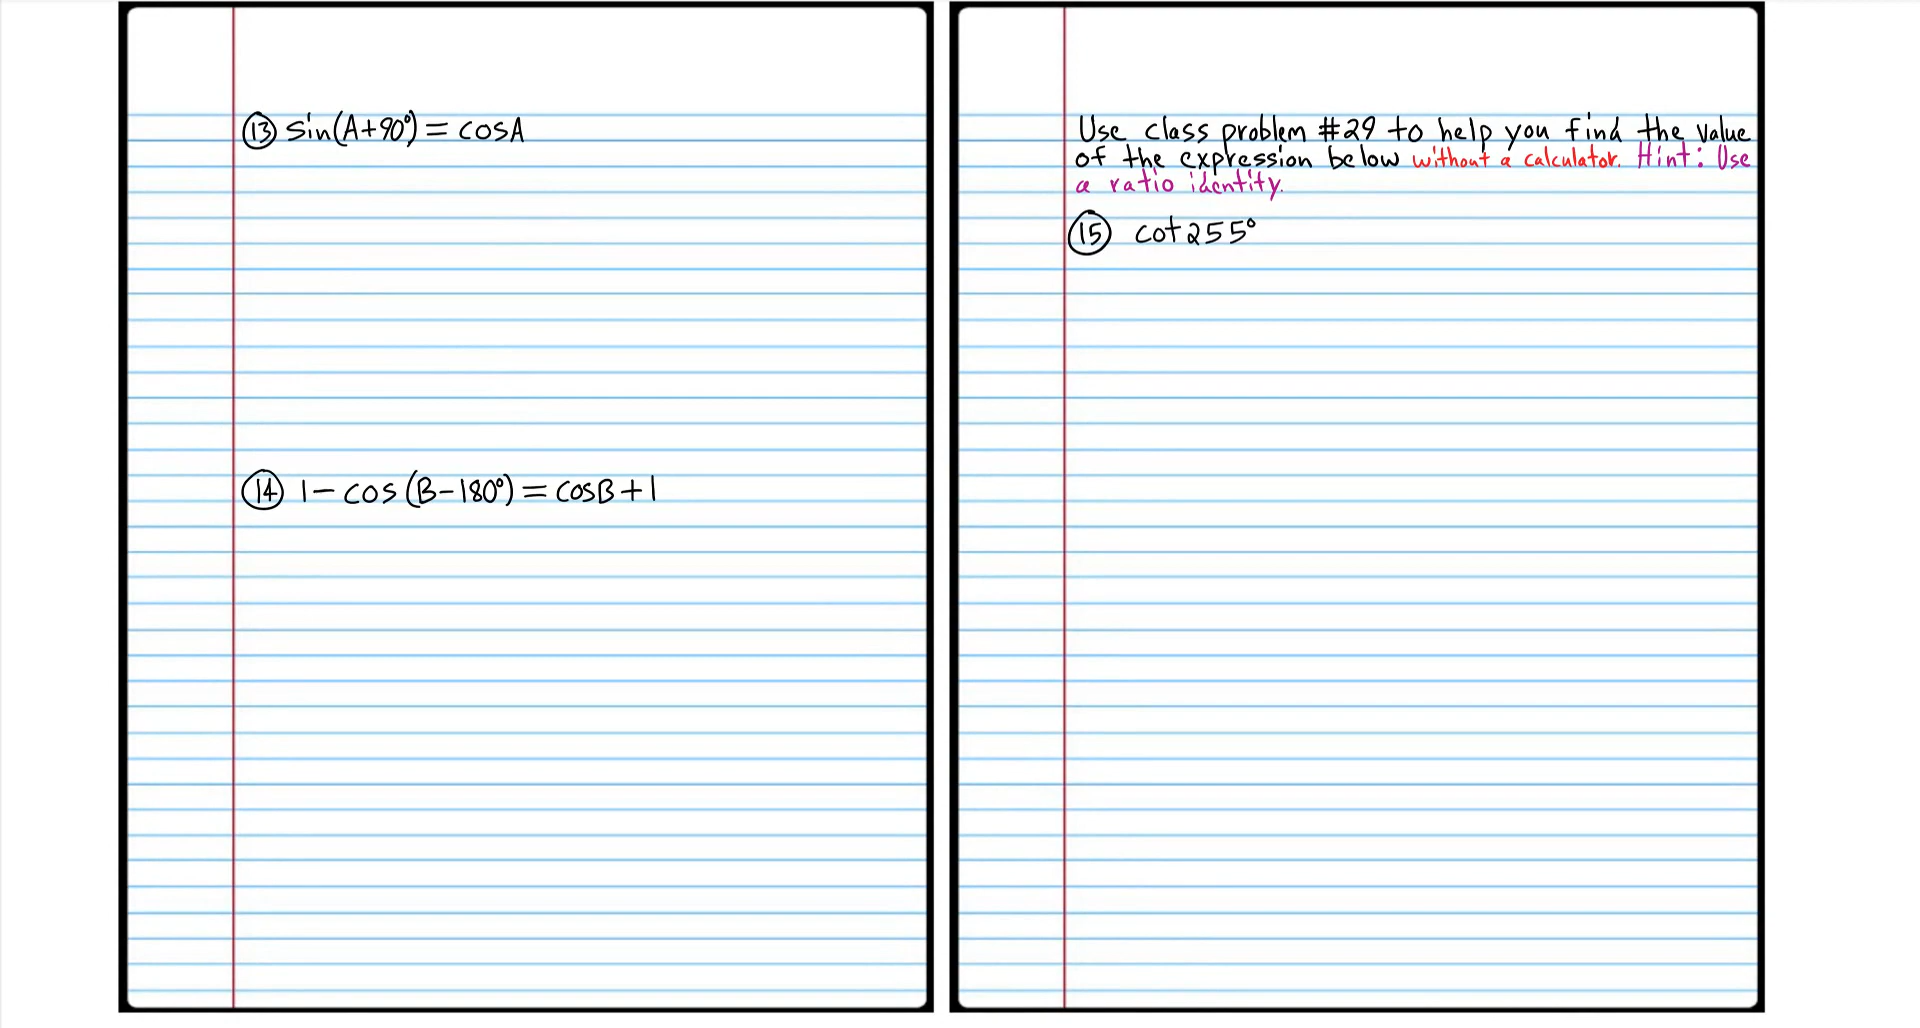 ⑬ sin(A+90°) = cosA
⑭ 1 - cos(B-180°) = cosB + 1
Use class problem #29 to help you find the value
of the expression below without a calculator. Hint: Use
a ratio identity.
⑮ cot255°